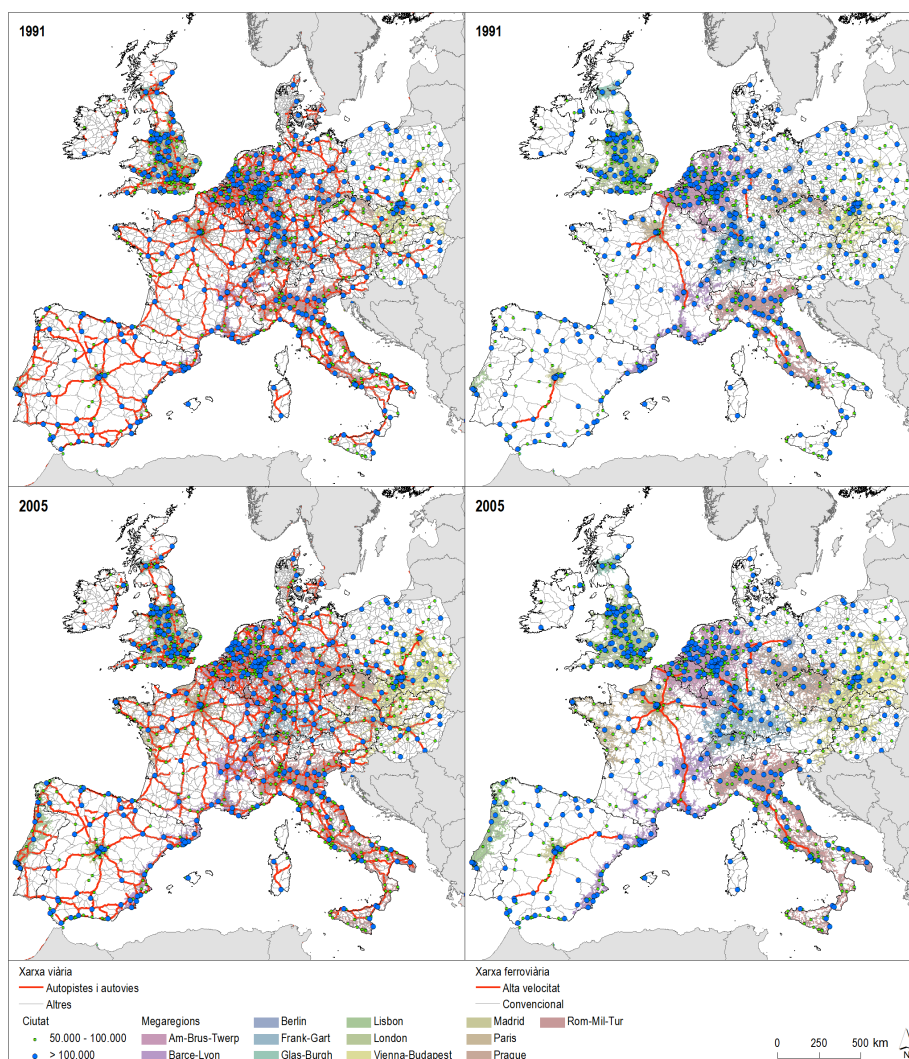 1991
1991
2005
2005
Xarxa viària
Autopistes i autovies
Altres
Xarxa ferroviària
Alta velocitat
Convencional
Ciutat
50.000 - 100.000
> 100.000
Megaregions
Am-Brus-Twerp
Barce-Lyon
Berlin
Frank-Gart
Glas-Burgh
Lisbon
London
Vienna-Budapest
Madrid
Paris
Prague
Rom-Mil-Tur
0 250 500 km
N